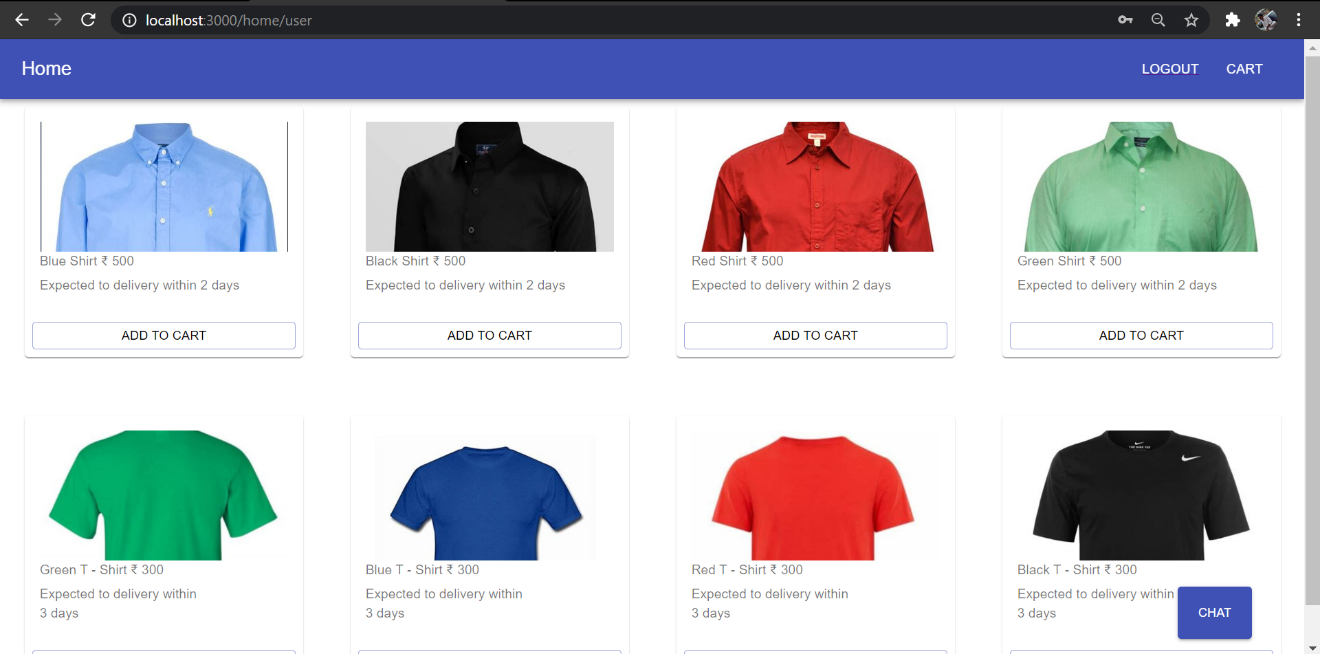 localhost:3000/home/user
Home
LOGOUT
CART
Blue Shirt ₹ 500
Expected to delivery within 2 days
ADD TO CART
Black Shirt ₹ 500
Expected to delivery within 2 days
ADD TO CART
Red Shirt ₹ 500
Expected to delivery within 2 days
ADD TO CART
Green Shirt ₹ 500
Expected to delivery within 2 days
ADD TO CART
Green T - Shirt ₹ 300
Expected to delivery within
3 days
Blue T - Shirt ₹ 300
Expected to delivery within
3 days
Red T - Shirt ₹ 300
Expected to delivery within
3 days
Black T - Shirt ₹ 300
Expected to delivery within
3 days
CHAT